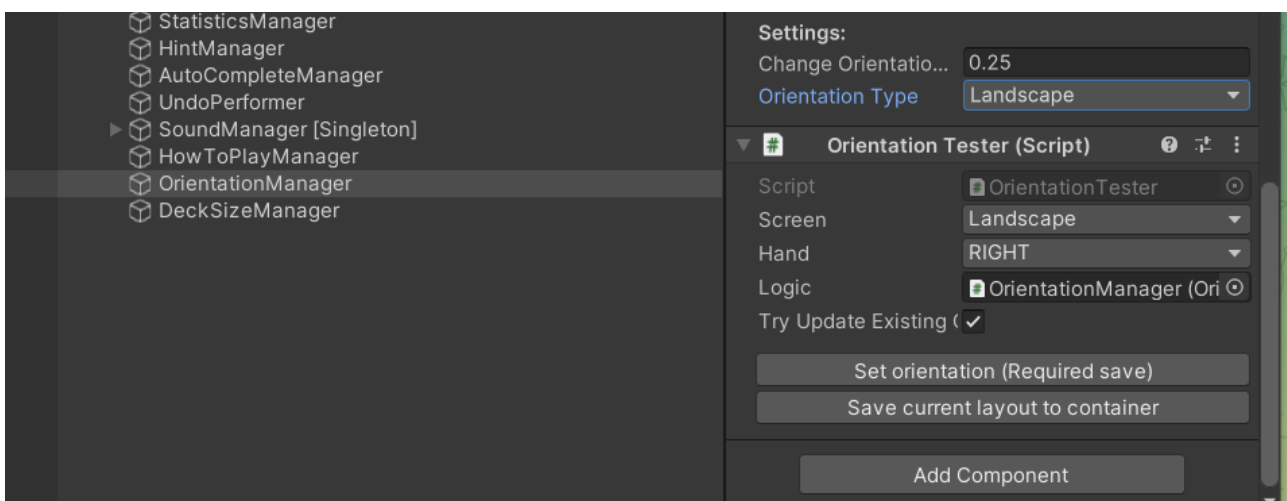 StatisticsManager
HintManager
AutoCompleteManager
UndoPerformer
SoundManager [Singleton]
HowToPlayManager
OrientationManager
DeckSizeManager
Settings:
Change Orientatio... 0.25
Orientation Type Landscape
# Orientation Tester (Script)
Script # OrientationTester
Screen Landscape
Hand RIGHT
Logic # OrientationManager (Ori
Try Update Existing (
Set orientation (Required save)
Save current layout to container
Add Component